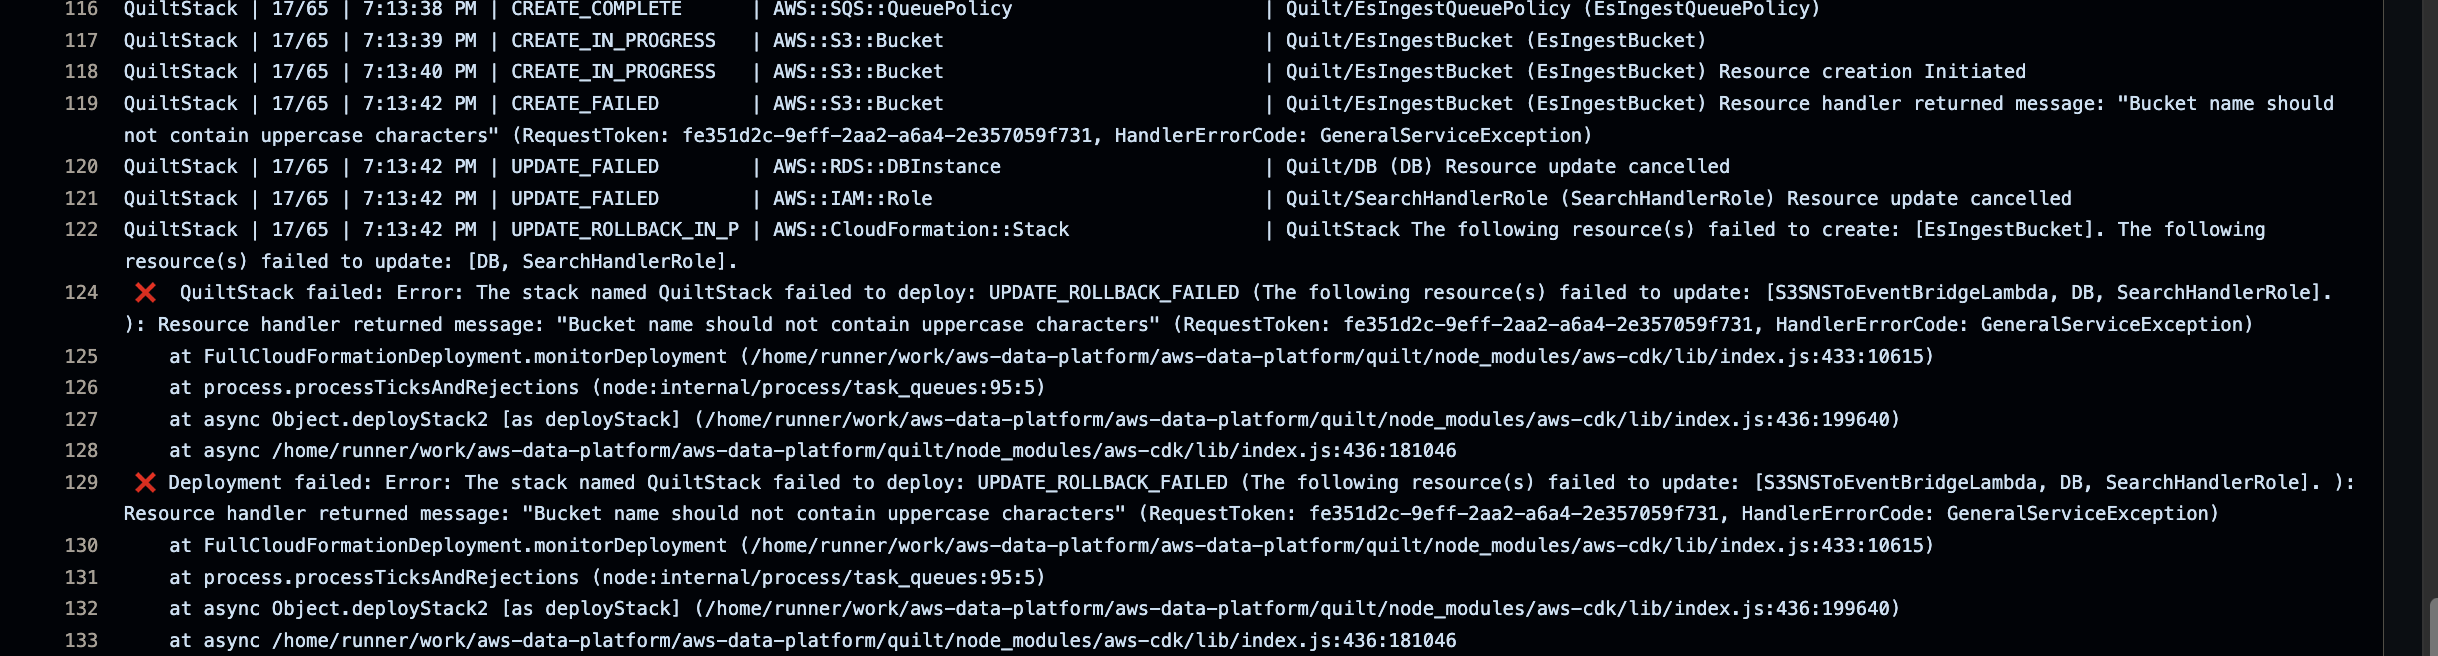 116 QuiltStack | 17/65 | 7:13:38 PM | CREATE_COMPLETE | AWS::SQS::QueuePolicy | Quilt/EsIngestQueuePolicy (EsIngestQueuePolicy)
117 QuiltStack | 17/65 | 7:13:39 PM | CREATE_IN_PROGRESS | AWS::S3::Bucket | Quilt/EsIngestBucket (EsIngestBucket)
118 QuiltStack | 17/65 | 7:13:40 PM | CREATE_IN_PROGRESS | AWS::S3::Bucket | Quilt/EsIngestBucket (EsIngestBucket) Resource creation Initiated
119 QuiltStack | 17/65 | 7:13:42 PM | CREATE_FAILED | AWS::S3::Bucket | Quilt/EsIngestBucket (EsIngestBucket) Resource handler returned message: "Bucket name should
not contain uppercase characters" (RequestToken: fe351d2c-9eff-2aa2-a6a4-2e357059f731, HandlerErrorCode: GeneralServiceException)
120 QuiltStack | 17/65 | 7:13:42 PM | UPDATE_FAILED | AWS::RDS::DBInstance | Quilt/DB (DB) Resource update cancelled
121 QuiltStack | 17/65 | 7:13:42 PM | UPDATE_FAILED | AWS::IAM::Role | Quilt/SearchHandlerRole (SearchHandlerRole) Resource update cancelled
122 QuiltStack | 17/65 | 7:13:42 PM | UPDATE_ROLLBACK_IN_P | AWS::CloudFormation::Stack | QuiltStack The following resource(s) failed to create: [EsIngestBucket]. The following
resource(s) failed to update: [DB, SearchHandlerRole].
124 ❌ QuiltStack failed: Error: The stack named QuiltStack failed to deploy: UPDATE_ROLLBACK_FAILED (The following resource(s) failed to update: [S3SNSToEventBridgeLambda, DB, SearchHandlerRole].
): Resource handler returned message: "Bucket name should not contain uppercase characters" (RequestToken: fe351d2c-9eff-2aa2-a6a4-2e357059f731, HandlerErrorCode: GeneralServiceException)
125 at FullCloudFormationDeployment.monitorDeployment (/home/runner/work/aws-data-platform/aws-data-platform/quilt/node_modules/aws-cdk/lib/index.js:433:10615)
126 at process.processTicksAndRejections (node:internal/process/task_queues:95:5)
127 at async Object.deployStack2 [as deployStack] (/home/runner/work/aws-data-platform/aws-data-platform/quilt/node_modules/aws-cdk/lib/index.js:436:199640)
128 at async /home/runner/work/aws-data-platform/aws-data-platform/quilt/node_modules/aws-cdk/lib/index.js:436:181046
129 ❌ Deployment failed: Error: The stack named QuiltStack failed to deploy: UPDATE_ROLLBACK_FAILED (The following resource(s) failed to update: [S3SNSToEventBridgeLambda, DB, SearchHandlerRole]. ):
Resource handler returned message: "Bucket name should not contain uppercase characters" (RequestToken: fe351d2c-9eff-2aa2-a6a4-2e357059f731, HandlerErrorCode: GeneralServiceException)
130 at FullCloudFormationDeployment.monitorDeployment (/home/runner/work/aws-data-platform/aws-data-platform/quilt/node_modules/aws-cdk/lib/index.js:433:10615)
131 at process.processTicksAndRejections (node:internal/process/task_queues:95:5)
132 at async Object.deployStack2 [as deployStack] (/home/runner/work/aws-data-platform/aws-data-platform/quilt/node_modules/aws-cdk/lib/index.js:436:199640)
133 at async /home/runner/work/aws-data-platform/aws-data-platform/quilt/node_modules/aws-cdk/lib/index.js:436:181046